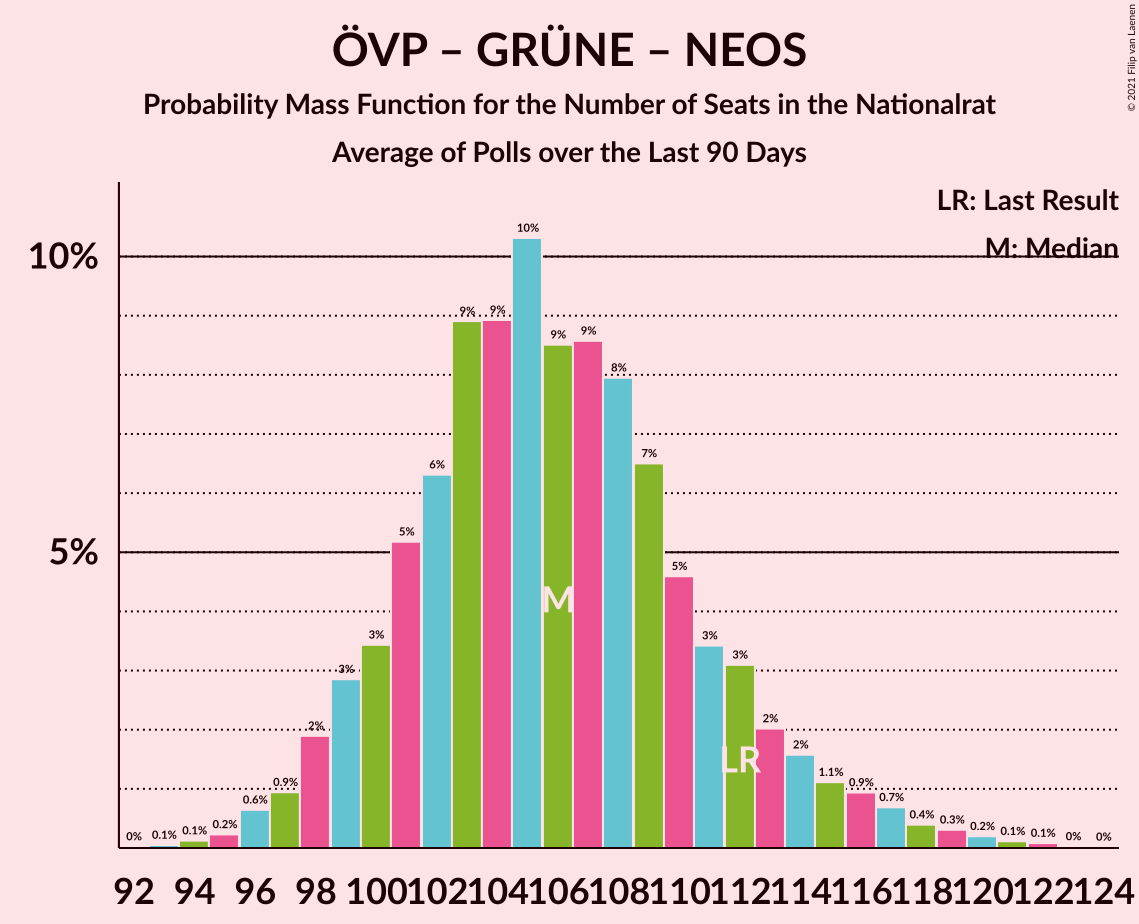 ÖVP – GRÜNE – NEOS
Probability Mass Function for the Number of Seats in the Nationalrat
Average of Polls over the Last 90 Days
© 2021 Filip van Laenen
LR: Last Result
M: Median
10%
5%
0% 0.1% 0.1% 0.2% 0.6% 0.9% 2% 3% 3% 5% 6% 9% 9% 10% 9% 9% 8% 7% 5% 3% 3% 2% 2% 1.1% 0.9% 0.7% 0.4% 0.3% 0.2% 0.1% 0.1% 0% 0%
M
LR
92 94 96 98 100 102 104 106 108 110 112 114 116 118 120 122 124